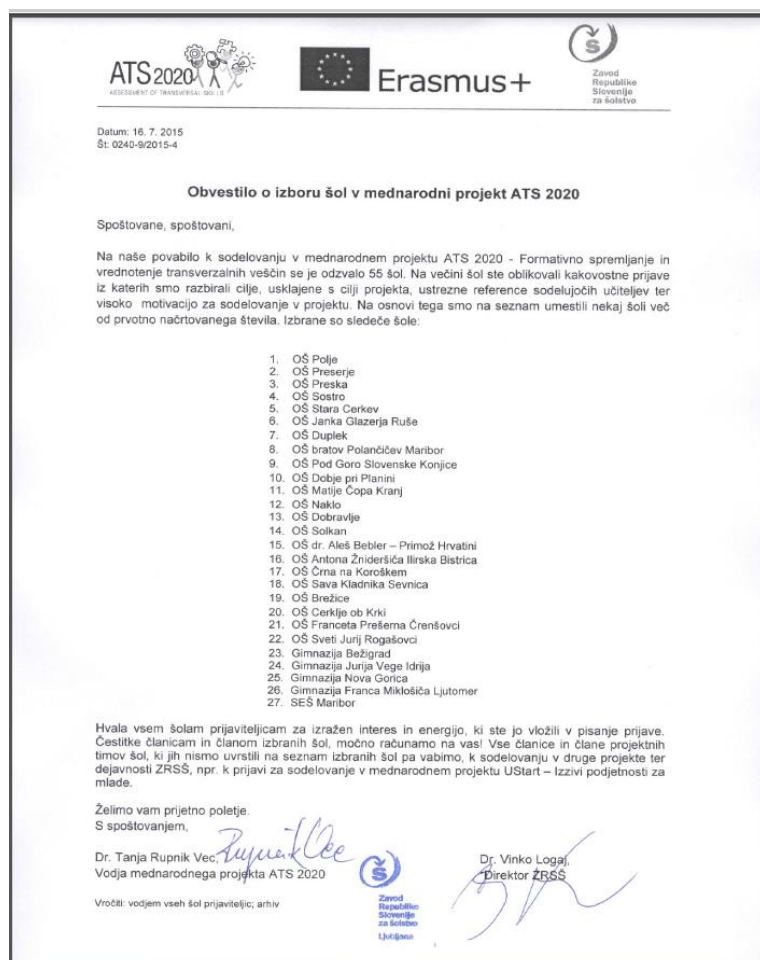 ATS2020
ASSESSMENT OF TRANSVERSAL SKILLS
Erasmus+
Zavod
Republike
Slovenije
za šolstvo
Datum: 16. 7. 2015
Št: 0240-9/2015-4
Obvestilo o izboru šol v mednarodni projekt ATS 2020
Spoštovane, spoštovani,
Na naše povabilo k sodelovanju v mednarodnem projektu ATS 2020 - Formativno spremljanje in
vrednotenje transverzalnih veščin se je odzvalo 55 šol. Na večini šol ste oblikovali kakovostne prijave
iz katerih smo razbirali cilje, usklajene s cilji projekta, ustrezne reference sodelujočih učiteljev ter
visoko motivacijo za sodelovanje v projektu. Na osnovi tega smo na seznam umestili nekaj šoli več
od prvotno načrtovanega števila. Izbrane so sledeče šole:
1. OŠ Polje
2. OŠ Preserje
3. OŠ Preska
4. OŠ Sostro
5. OŠ Stara Cerkev
6. OŠ Janka Glazerja Ruše
7. OŠ Duplek
8. OŠ bratov Polančičev Maribor
9. OŠ Pod Goro Slovenske Konjice
10. OŠ Dobje pri Planini
11. OŠ Matije Čopa Kranj
12. OŠ Naklo
13. OŠ Dobravlje
14. OŠ Solkan
15. OŠ dr. Aleš Bebler – Primož Hrvatini
16. OŠ Antona Žnideršiča Ilirska Bistrica
17. OŠ Črna na Koroškem
18. OŠ Sava Kladnika Sevnica
19. OŠ Brežice
20. OŠ Cerklje ob Krki
21. OŠ Franceta Prešerna Črenšovci
22. OŠ Sveti Jurij Rogašovci
23. Gimnazija Bežigrad
24. Gimnazija Jurija Vege Idrija
25. Gimnazija Nova Gorica
26. Gimnazija Franca Miklošiča Ljutomer
27. SEŠ Maribor
Hvala vsem šolam prijaviteljicam za izražen interes in energijo, ki ste jo vložili v pisanje prijave.
Čestitke članicam in članom izbranih šol, močno računamo na vas! Vse članice in člane projektnih
timov šol, ki jih nismo uvrstili na seznam izbranih šol pa vabimo, k sodelovanju v druge projekte ter
dejavnosti ZRSŠ, npr. k prijavi za sodelovanje v mednarodnem projektu UStart – Izzivi podjetnosti za
mlade.
Želimo vam prijetno poletje.
S spoštovanjem,
Dr. Tanja Rupnik Vec, Rupnik Vec
Vodja mednarodnega projekta ATS 2020
Dr. Vinko Logaj,
Direktor ZRSŠ
Vročiti: vodjem vseh šol prijaviteljic; arhiv
Zavod
Republike
Slovenije
za šolstvo
Ljubljana